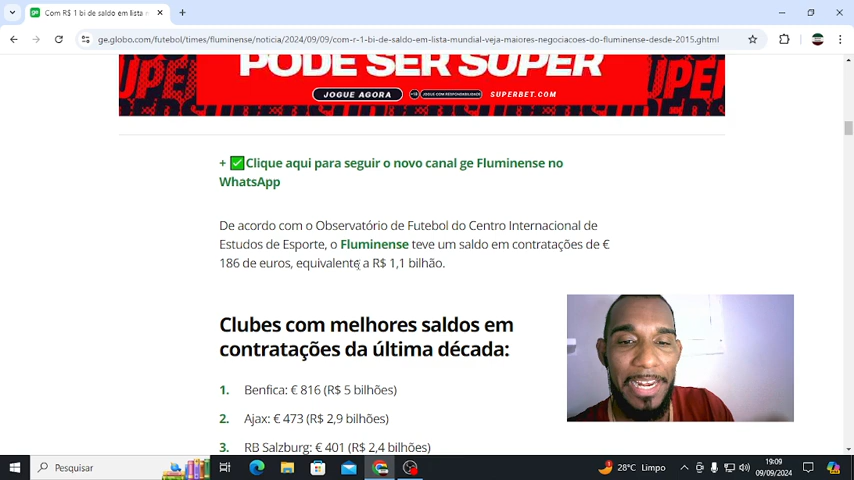 Com R$ 1 bi de saldo em lista
ge.globo.com/futebol/times/fluminense/noticia/2024/09/09/com-r-1-bi-de-saldo-em-lista-mundial-veja-maiores-negociacoes-do-fluminense-desde-2015.ghtml
PODE SER SUPER
JOGUE AGORA
+18 JOGUE COM RESPONSABILIDADE
SUPERBET.COM
+ ✅Clique aqui para seguir o novo canal ge Fluminense no
WhatsApp
De acordo com o Observatório de Futebol do Centro Internacional de
Estudos de Esporte, o Fluminense teve um saldo em contratações de €
186 de euros, equivalente a R$ 1,1 bilhão.
Clubes com melhores saldos em
contratações da última década:
1. Benfica: € 816 (R$ 5 bilhões)
2. Ajax: € 473 (R$ 2,9 bilhões)
3. RB Salzburg: € 401 (R$ 2,4 bilhões)
Pesquisar
28°C Limpo
19:09
09/09/2024